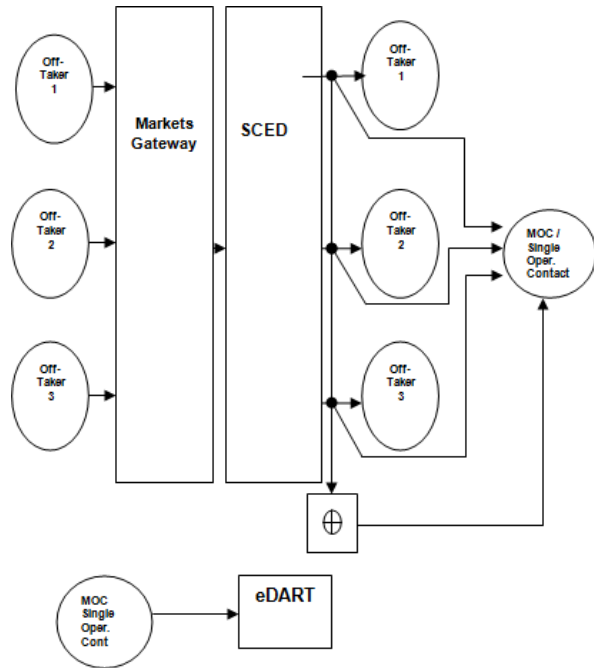 Off-
Taker
1
Off-
Taker
1
Markets
Gateway
SCED
Off-
Taker
2
Off-
Taker
2
MOC /
Single
Oper.
Contact
Off-
Taker
3
Off-
Taker
3
eDART
MOC
Single
Oper.
Cont